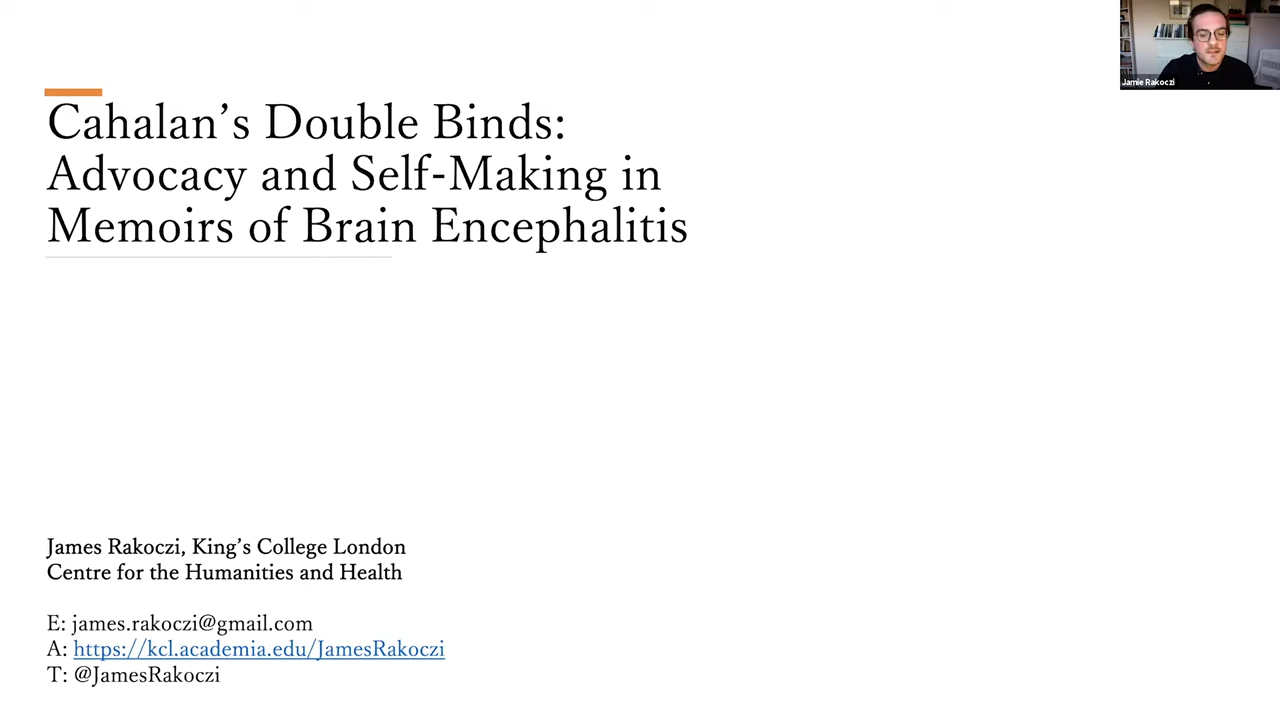 Cahalan’s Double Binds:
Advocacy and Self-Making in
Memoirs of Brain Encephalitis
James Rakoczi, King’s College London
Centre for the Humanities and Health
E: james.rakoczi@gmail.com
A: https://kcl.academia.edu/JamesRakoczi
T: @JamesRakoczi
Jamie Rakoczi